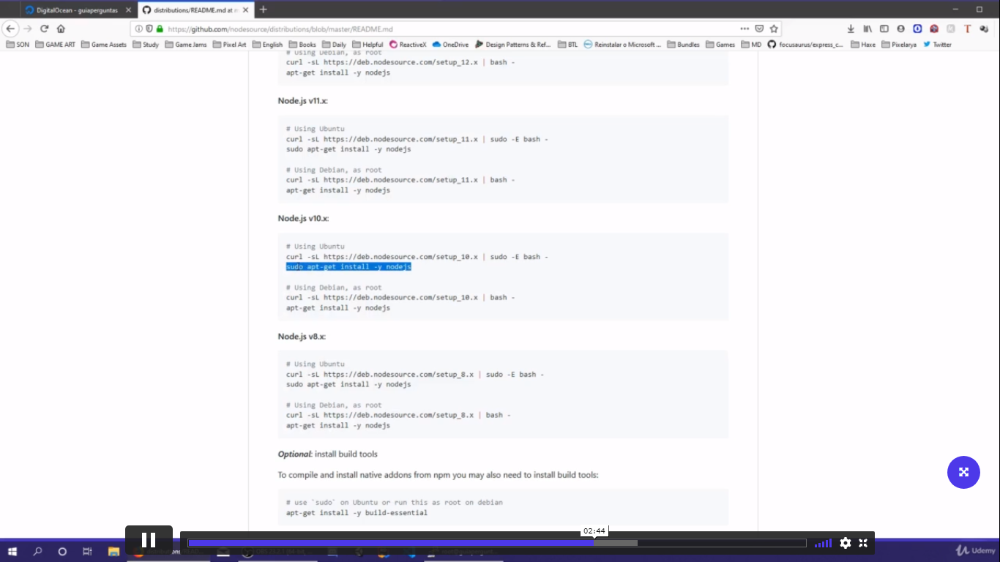 DigitalOcean - guiaperguntas
distributions/README.md at m
https://github.com/nodesource/distributions/blob/master/README.md
SON GAME ART Game Assets Study Game Jams Pixel Art English Books Daily Helpful ReactiveX OneDrive Design Patterns & Ref... BTL Reinstalar o Microsoft ... Bundles Games MD focusaurus/express_c... Haxe Pixelarya Twitter
# Using Debian, as root
curl -sL https://deb.nodesource.com/setup_12.x | bash -
apt-get install -y nodejs
Node.js v11.x:
# Using Ubuntu
curl -sL https://deb.nodesource.com/setup_11.x | sudo -E bash -
sudo apt-get install -y nodejs
# Using Debian, as root
curl -sL https://deb.nodesource.com/setup_11.x | bash -
apt-get install -y nodejs
Node.js v10.x:
# Using Ubuntu
curl -sL https://deb.nodesource.com/setup_10.x | sudo -E bash -
sudo apt-get install -y nodejs
# Using Debian, as root
curl -sL https://deb.nodesource.com/setup_10.x | bash -
apt-get install -y nodejs
Node.js v8.x:
# Using Ubuntu
curl -sL https://deb.nodesource.com/setup_8.x | sudo -E bash -
sudo apt-get install -y nodejs
# Using Debian, as root
curl -sL https://deb.nodesource.com/setup_8.x | bash -
apt-get install -y nodejs
Optional: install build tools
To compile and install native addons from npm you may also need to install build tools:
# use `sudo` on Ubuntu or run this as root on debian
apt-get install -y build-essential
02:44
Udemy